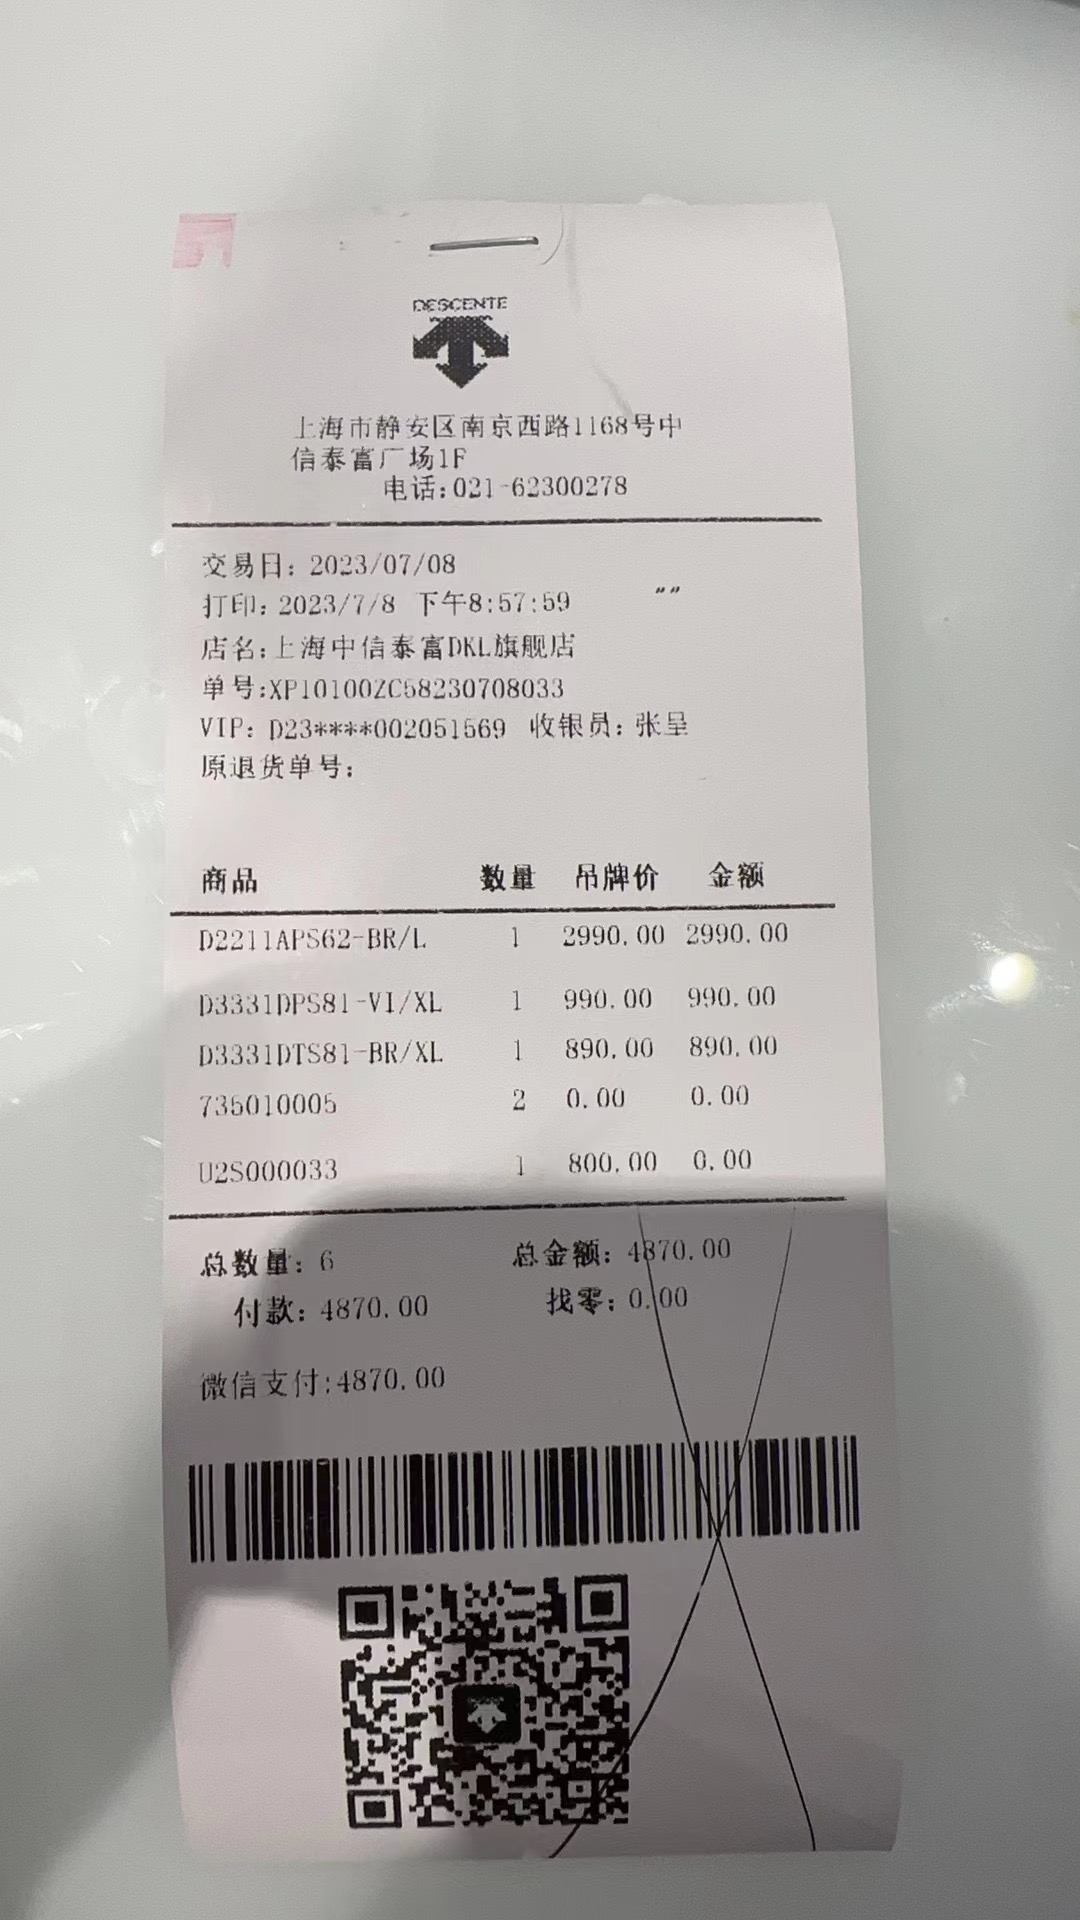 DESCENTE
上海市静安区南京西路1168号中
信泰富广场1F
电话:021-62300278
交易日: 2023/07/08
打印: 2023/7/8 下午8:57:59 ""
店名:上海中信泰富DKL旗舰店
单号:XP10100ZC58230708033
VIP: D23****002051569 收银员: 张呈
原退货单号:
商品 数量 吊牌价 金额
D2211APS62-BR/L 1 2990.00 2990.00
D3331DPS81-VI/XL 1 990.00 990.00
D3331DTS81-BR/XL 1 890.00 890.00
735010005 2 0.00 0.00
U2S000033 1 800.00 0.00
总数量: 6 总金额: 4870.00
付款: 4870.00 找零: 0.00
微信支付:4870.00